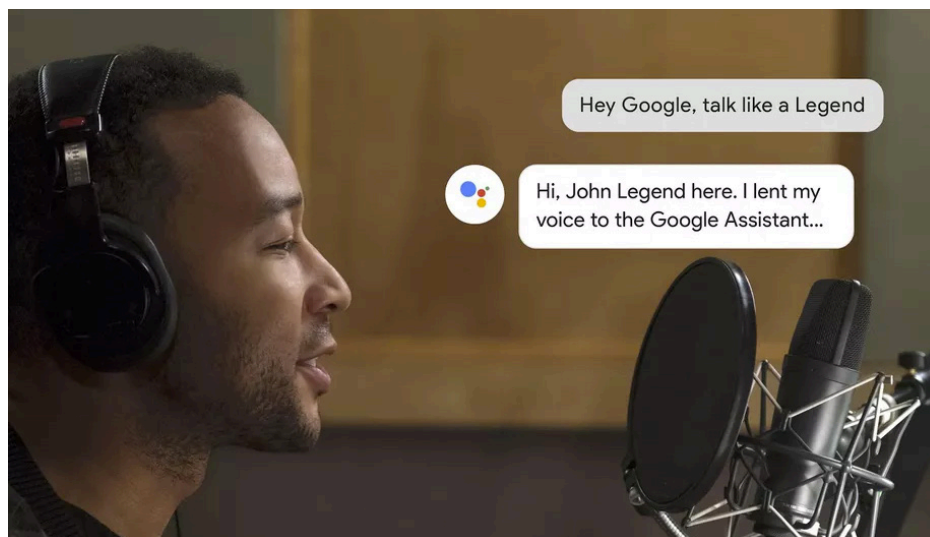 Hey Google, talk like a Legend
Hi, John Legend here. I lent my
voice to the Google Assistant...